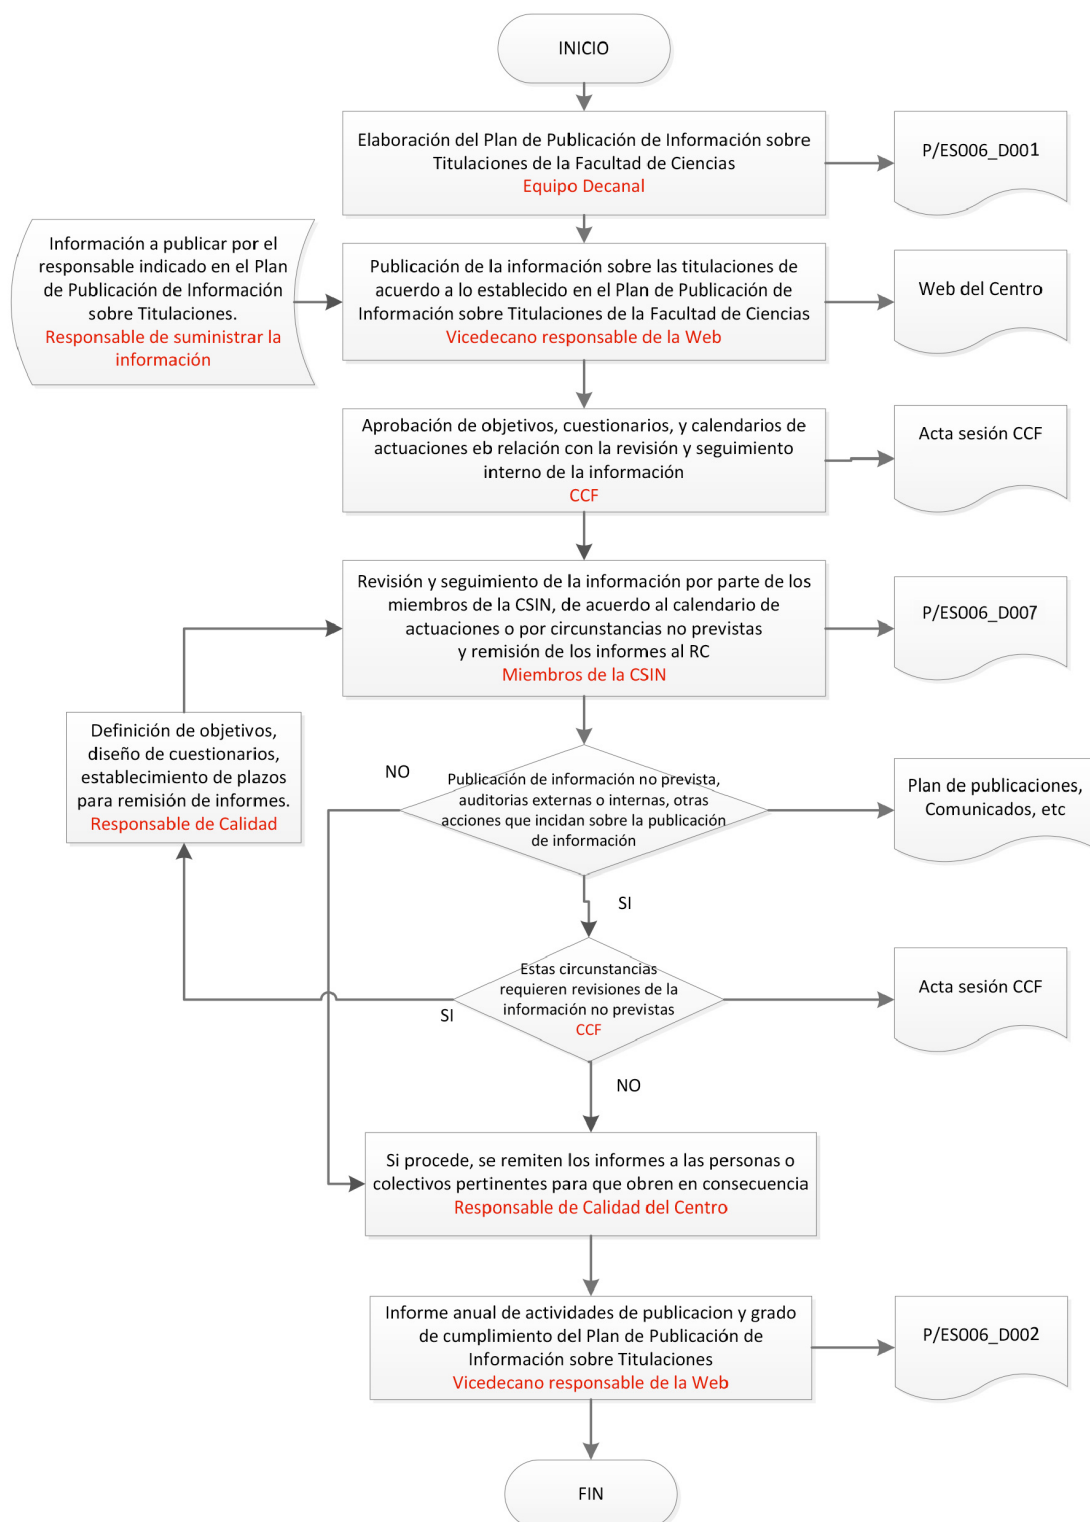 INICIO
Elaboración del Plan de Publicación de Información sobre
Titulaciones de la Facultad de Ciencias
Equipo Decanal
P/ES006_D001
Información a publicar por el
responsable indicado en el Plan
de Publicación de Información
sobre Titulaciones.
Responsable de suministrar la
información
Publicación de la información sobre las titulaciones de
acuerdo a lo establecido en el Plan de Publicación de
Información sobre Titulaciones de la Facultad de Ciencias
Vicedecano responsable de la Web
Web del Centro
Aprobación de objetivos, cuestionarios, y calendarios de
actuaciones eb relación con la revisión y seguimiento
interno de la información
CCF
Acta sesión CCF
Revisión y seguimiento de la información por parte de los
miembros de la CSIN, de acuerdo al calendario de
actuaciones o por circunstancias no previstas
y remisión de los informes al RC
Miembros de la CSIN
P/ES006_D007
Definición de objetivos,
diseño de cuestionarios,
establecimiento de plazos
para remisión de informes.
Responsable de Calidad
NO
Publicación de información no prevista,
auditorias externas o internas, otras
acciones que incidan sobre la publicación
de información
Plan de publicaciones,
Comunicados, etc
SI
Estas circunstancias
requieren revisiones de la
información no previstas
CCF
SI
Acta sesión CCF
NO
Si procede, se remiten los informes a las personas o
colectivos pertinentes para que obren en consecuencia
Responsable de Calidad del Centro
Informe anual de actividades de publicacion y grado
de cumplimiento del Plan de Publicación de
Información sobre Titulaciones
Vicedecano responsable de la Web
P/ES006_D002
FIN